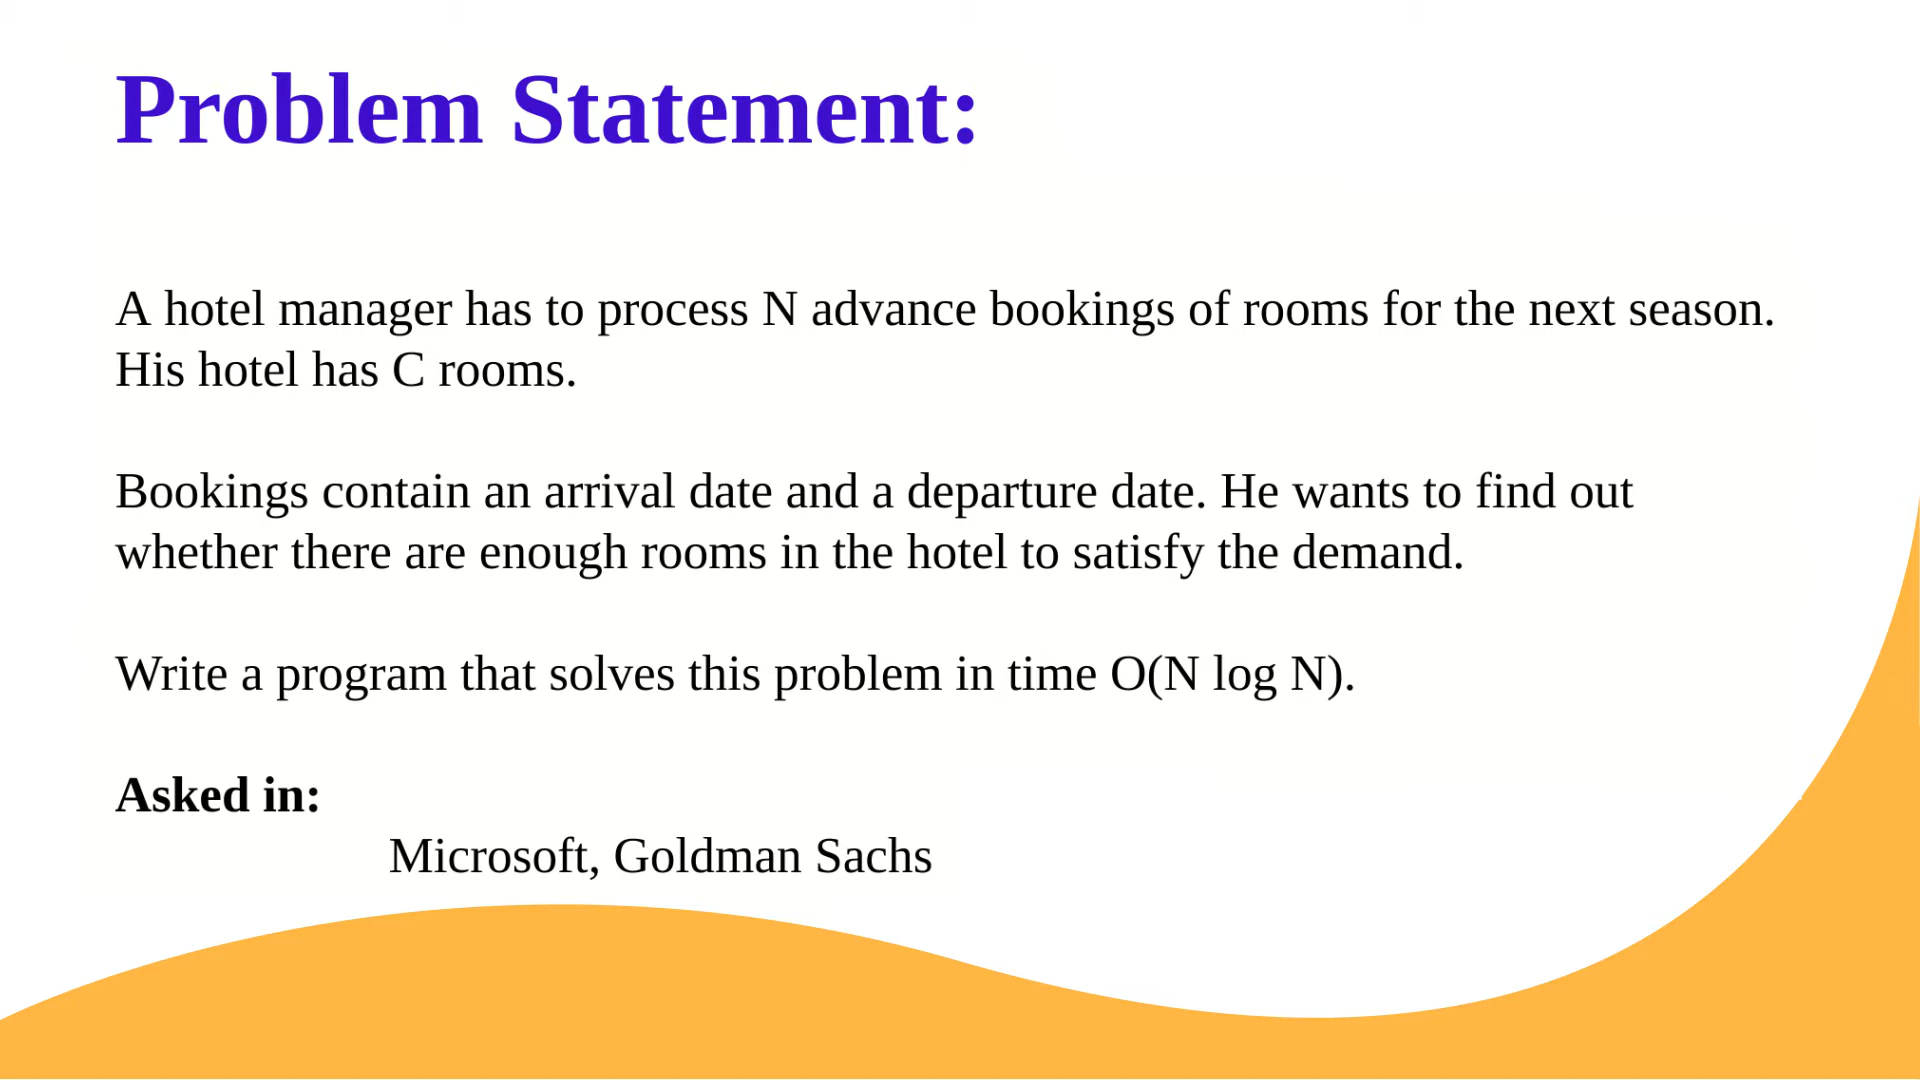 Problem Statement:
A hotel manager has to process N advance bookings of rooms for the next season.
His hotel has C rooms.
Bookings contain an arrival date and a departure date. He wants to find out
whether there are enough rooms in the hotel to satisfy the demand.
Write a program that solves this problem in time O(N log N).
Asked in:
Microsoft, Goldman Sachs